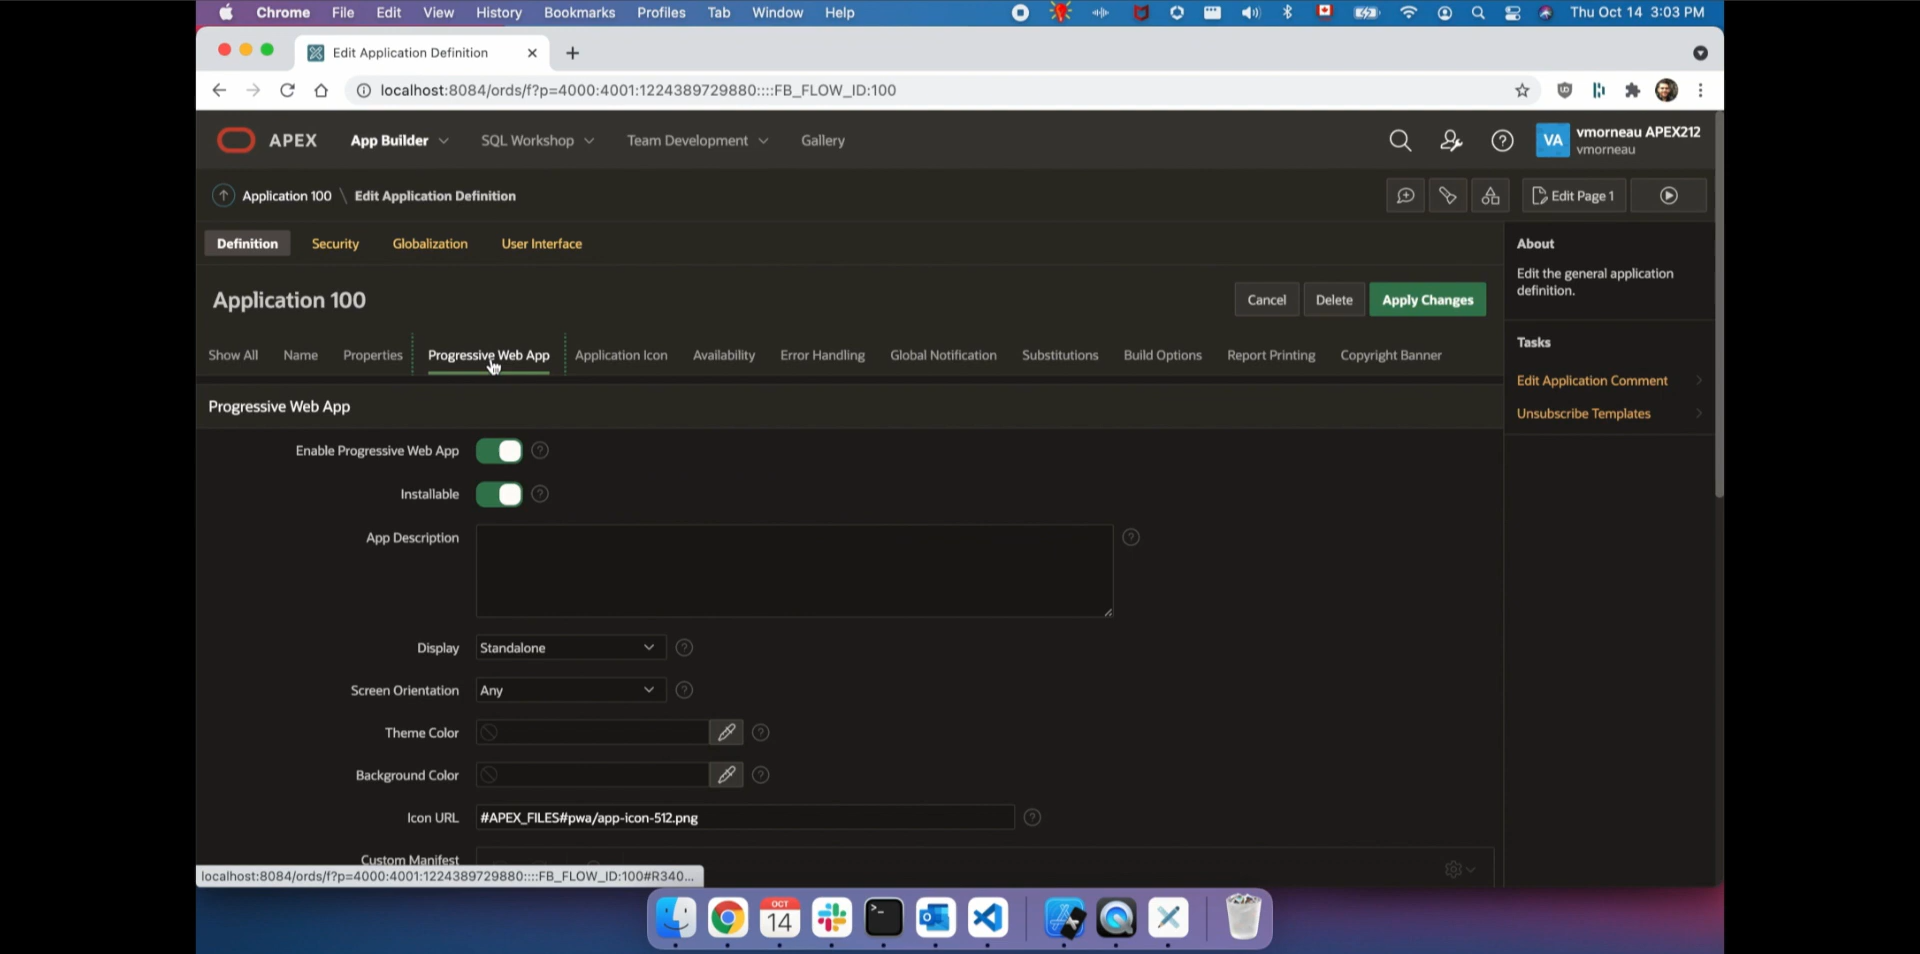 Chrome File Edit View History Bookmarks Profiles Tab Window Help Thu Oct 14 3:03 PM
Edit Application Definition
localhost:8084/ords/f?p=4000:4001:1224389729880::::FB_FLOW_ID:100
APEX App Builder SQL Workshop Team Development Gallery VA vmorneau APEX212
vmorneau
Application 100 \ Edit Application Definition Edit Page 1
Definition Security Globalization User Interface
About
Edit the general application
definition.
Application 100 Cancel Delete Apply Changes
Tasks
Show All Name Properties Progressive Web App Application Icon Availability Error Handling Global Notification Substitutions Build Options Report Printing Copyright Banner
Edit Application Comment
Unsubscribe Templates
Progressive Web App
Enable Progressive Web App
Installable
App Description
Display Standalone
Screen Orientation Any
Theme Color
Background Color
Icon URL #APEX_FILES#pwa/app-icon-512.png
Custom Manifest
localhost:8084/ords/f?p=4000:4001:1224389729880::::FB_FLOW_ID:100#R340...
OCT
14